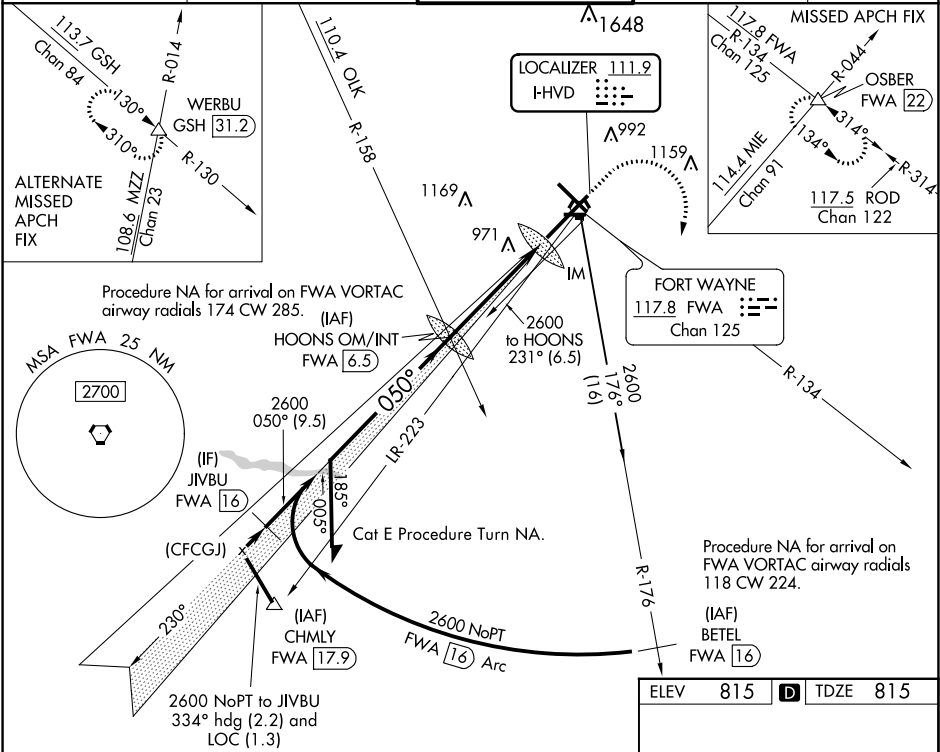 113.7 GSH
Chan 84
R-014
130°
310°
WERBU
GSH 31.2
R-130
ALTERNATE
MISSED
APCH
FIX
108.6 MZZ
Chan 23
110.4 OLK
R-158
1648
LOCALIZER 111.9
I-HVD
992
1159
1169
971
IM
MISSED APCH FIX
117.8 FWA
R-134
Chan 125
R-044
OSBER
FWA 22
314°
134°
R-314
114.4 MIE
Chan 91
117.5 ROD
Chan 122
Procedure NA for arrival on FWA VORTAC
airway radials 174 CW 285.
(IAF)
HOONS OM/INT
FWA 6.5
2600
to HOONS
231° (6.5)
FORT WAYNE
117.8 FWA
Chan 125
R-134
2600
176°
(16)
MSA FWA 25 NM
2700
050°
2600
050° (9.5)
LR-223
(IF)
JIVBU
FWA 16
185°
005°
Cat E Procedure Turn NA.
(CFCGJ)
Procedure NA for arrival on
FWA VORTAC airway radials
118 CW 224.
R-176
230°
(IAF)
CHMLY
FWA 17.9
2600 NoPT
FWA 16 Arc
(IAF)
BETEL
FWA 16
2600 NoPT to JIVBU
334° hdg (2.2) and
LOC (1.3)
ELEV 815 D TDZE 815